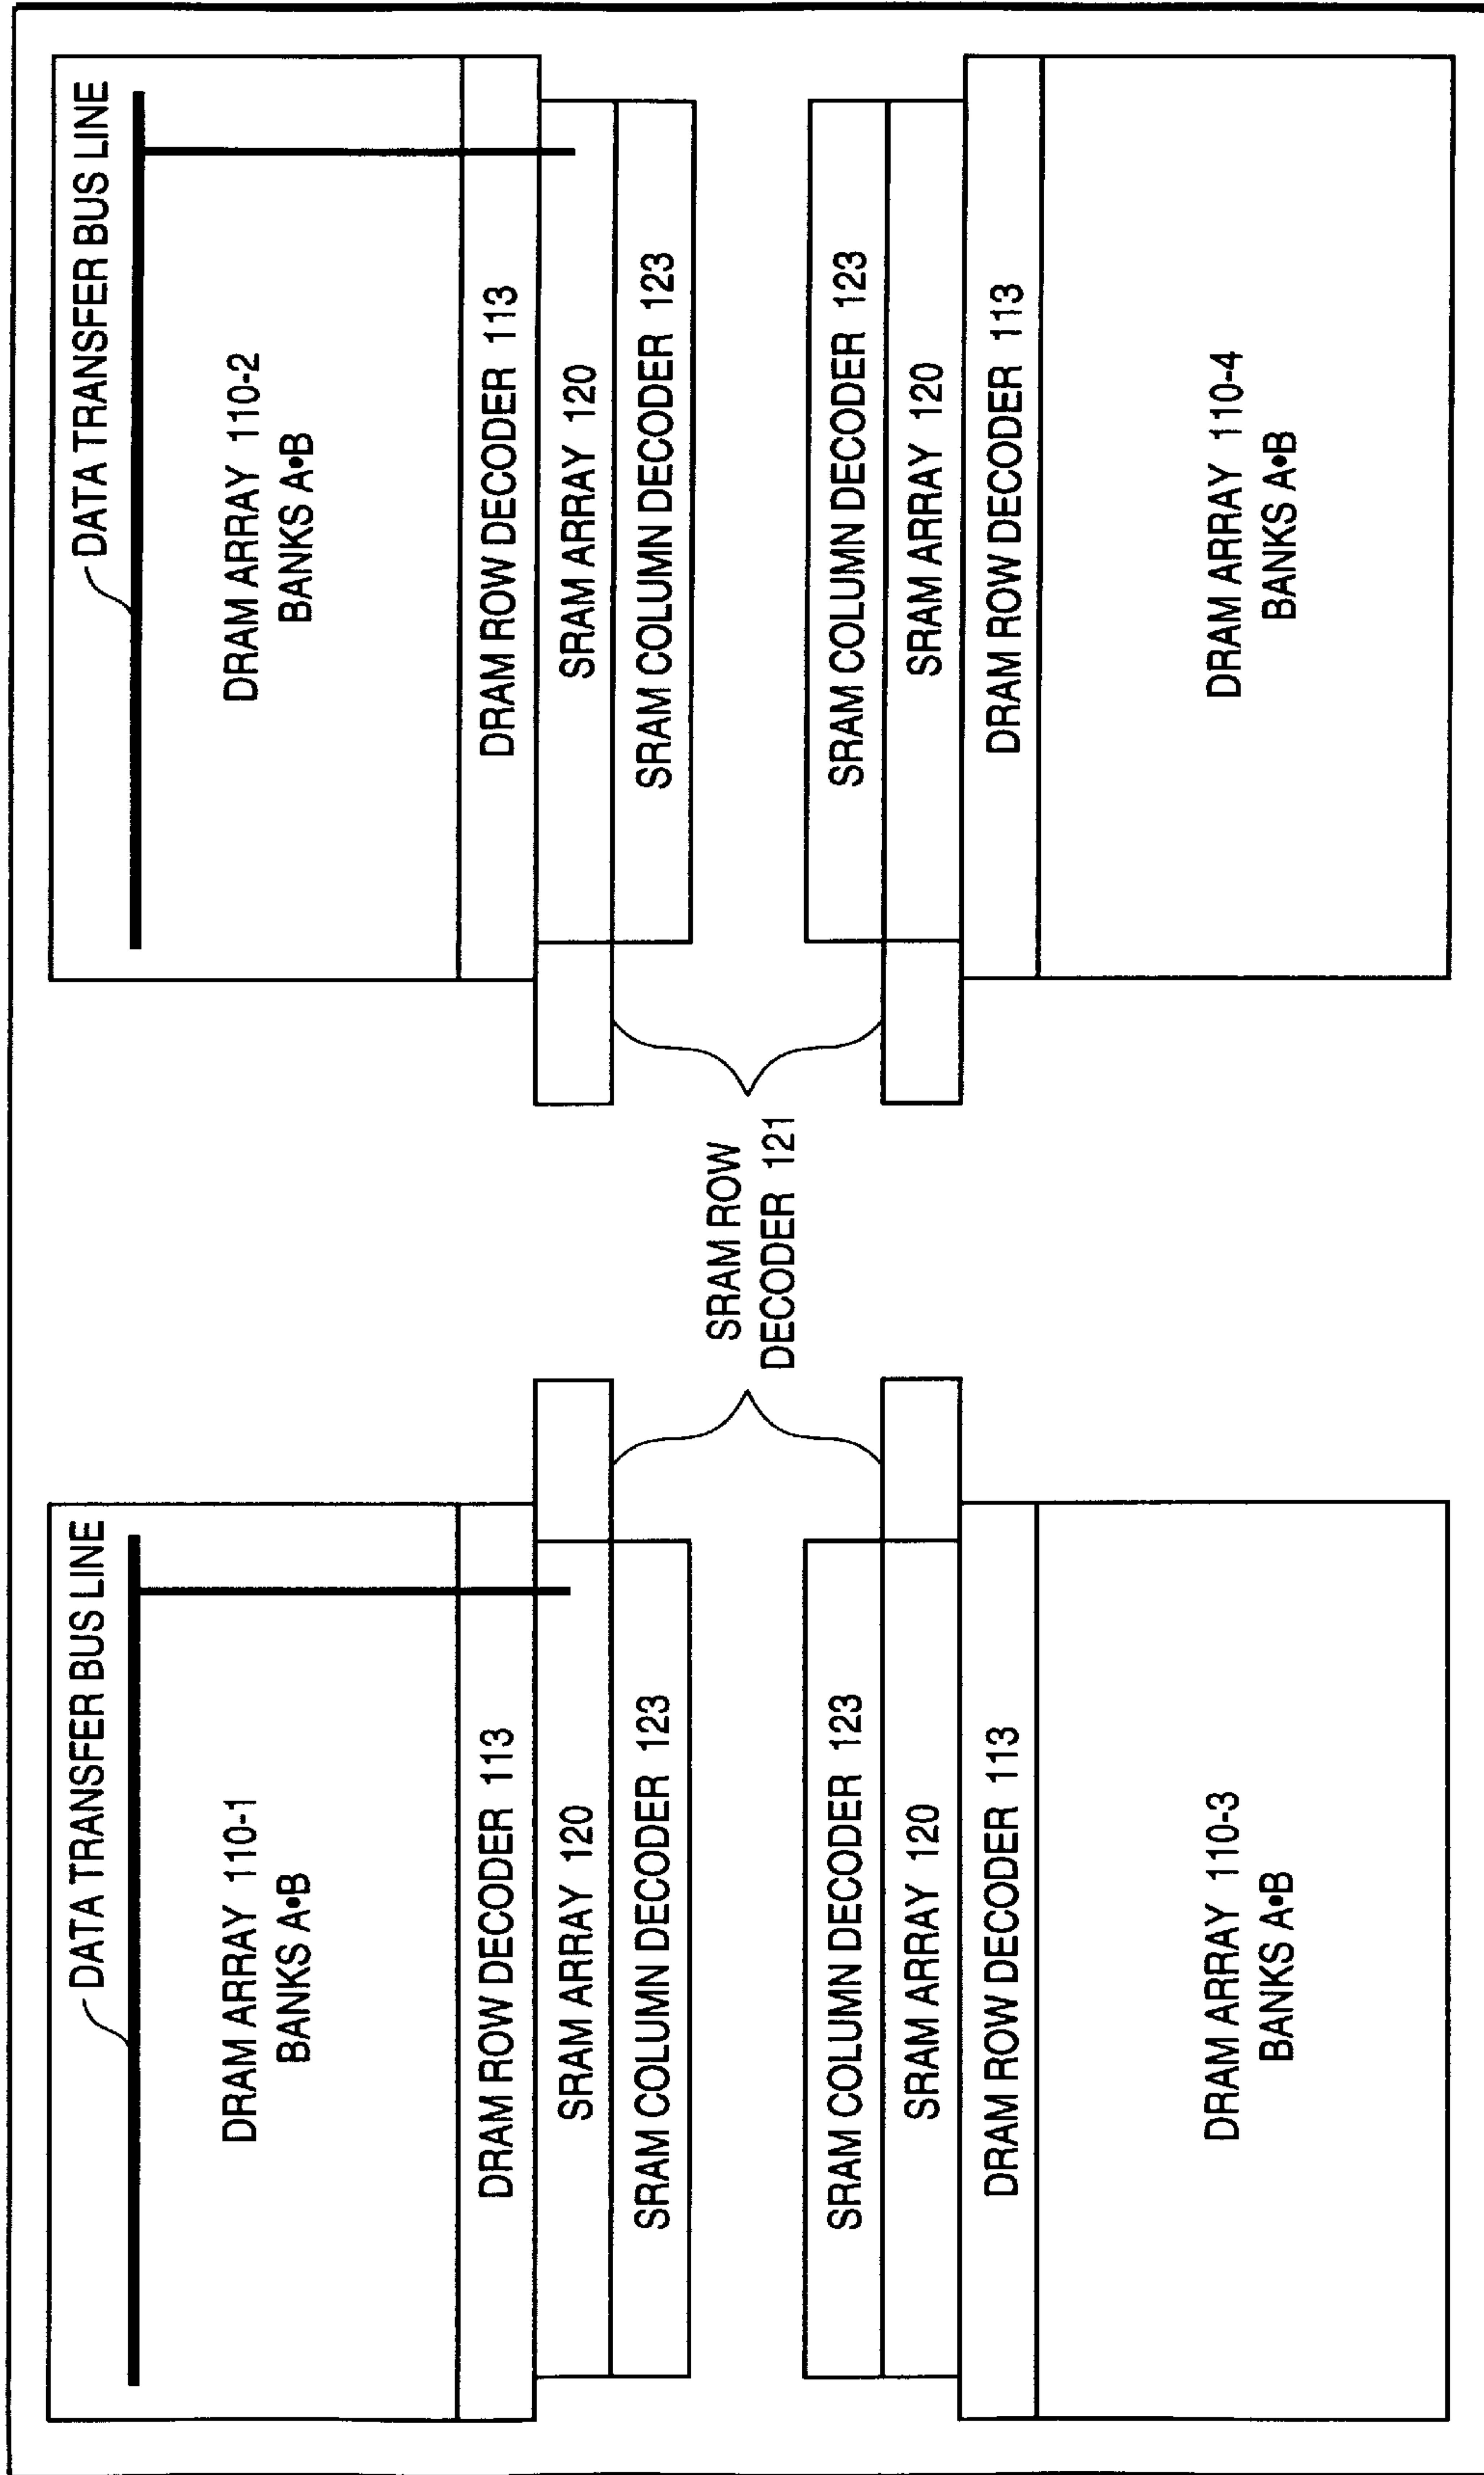 DATA TRANSFER BUS LINE
DRAM ARRAY 110-1
BANKS A•B
DRAM ROW DECODER 113
SRAM ARRAY 120
SRAM COLUMN DECODER 123
DATA TRANSFER BUS LINE
DRAM ARRAY 110-2
BANKS A•B
DRAM ROW DECODER 113
SRAM ARRAY 120
SRAM COLUMN DECODER 123
SRAM ROW
DECODER 121
SRAM COLUMN DECODER 123
SRAM ARRAY 120
DRAM ROW DECODER 113
DRAM ARRAY 110-3
BANKS A•B
SRAM COLUMN DECODER 123
SRAM ARRAY 120
DRAM ROW DECODER 113
DRAM ARRAY 110-4
BANKS A•B